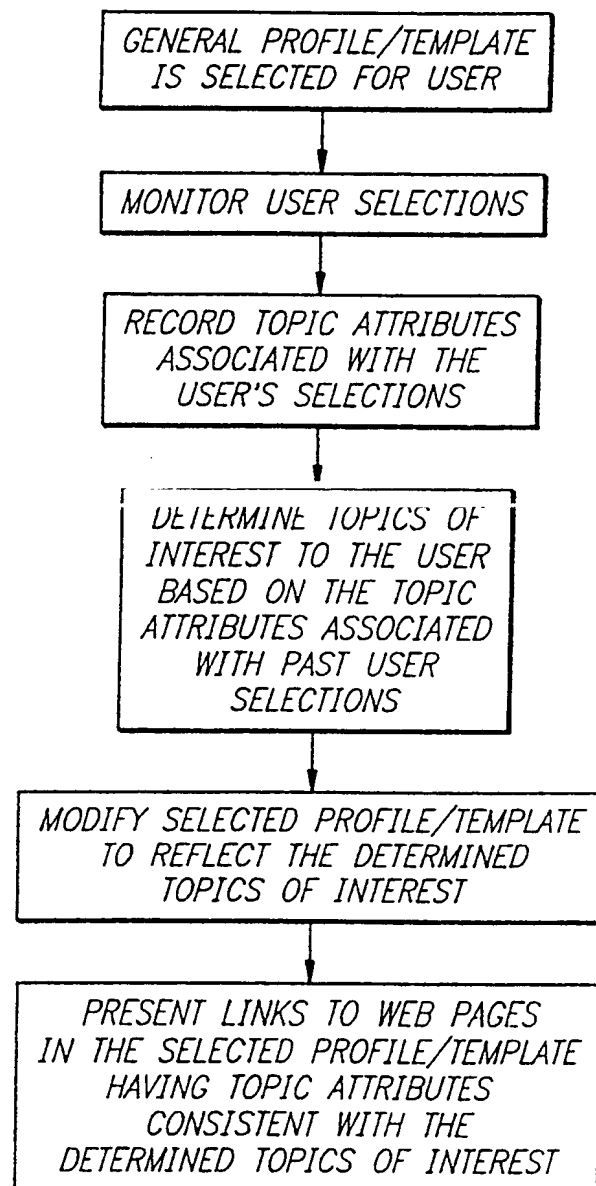 GENERAL PROFILE/TEMPLATE
IS SELECTED FOR USER
MONITOR USER SELECTIONS
RECORD TOPIC ATTRIBUTES
ASSOCIATED WITH THE
USER'S SELECTIONS
DETERMINE TOPICS OF
INTEREST TO THE USER
BASED ON THE TOPIC
ATTRIBUTES ASSOCIATED
WITH PAST USER
SELECTIONS
MODIFY SELECTED PROFILE/TEMPLATE
TO REFLECT THE DETERMINED
TOPICS OF INTEREST
PRESENT LINKS TO WEB PAGES
IN THE SELECTED PROFILE/TEMPLATE
HAVING TOPIC ATTRIBUTES
CONSISTENT WITH THE
DETERMINED TOPICS OF INTEREST